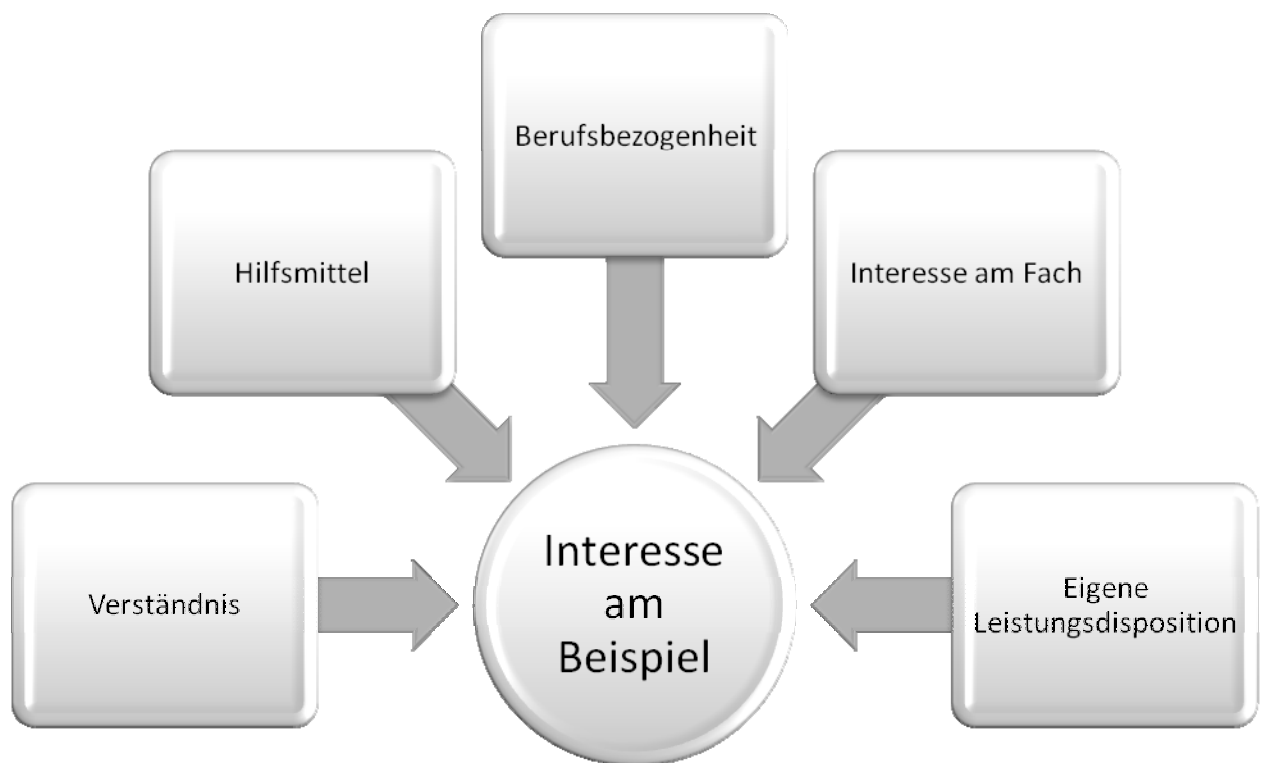 Berufsbezogenheit
Hilfsmittel
Interesse am Fach
Verständnis
Interesse
am
Beispiel
Eigene
Leistungsdisposition